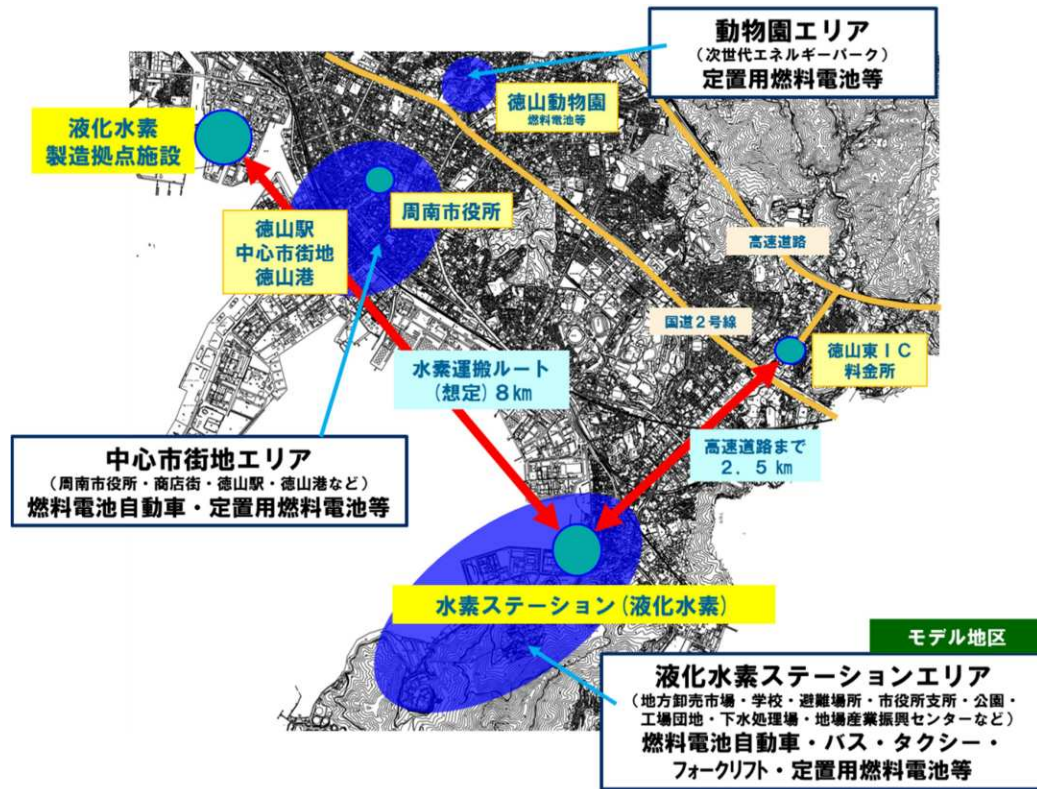 動物園エリア
（次世代エネルギーパーク）
定置用燃料電池等
徳山動物園
燃料電池等
液化水素
製造拠点施設
周南市役所
徳山駅
中心市街地
徳山港
高速道路
国道２号線
徳山東ＩＣ
料金所
水素運搬ルート
(想定)８㎞
高速道路まで
２．５㎞
中心市街地エリア
（周南市役所・商店街・徳山駅・徳山港など）
燃料電池自動車・定置用燃料電池等
水素ステーション(液化水素)
モデル地区
液化水素ステーションエリア
（地方卸売市場・学校・避難場所・市役所支所・公園・
工場団地・下水処理場・地場産業振興センターなど）
燃料電池自動車・バス・タクシー・
フォークリフト・定置用燃料電池等